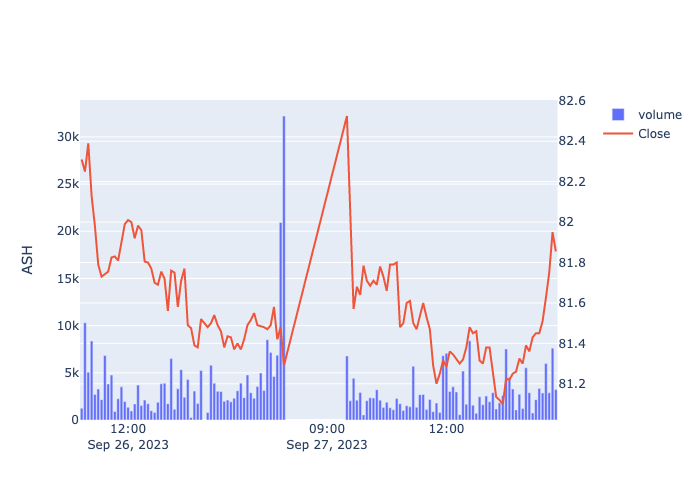 82.6
82.4
82.2
82
81.8
81.6
81.4
81.2
30k
25k
20k
15k
10k
5k
0
ASH
12:00
Sep 26, 2023
09:00
Sep 27, 2023
12:00
volume
Close